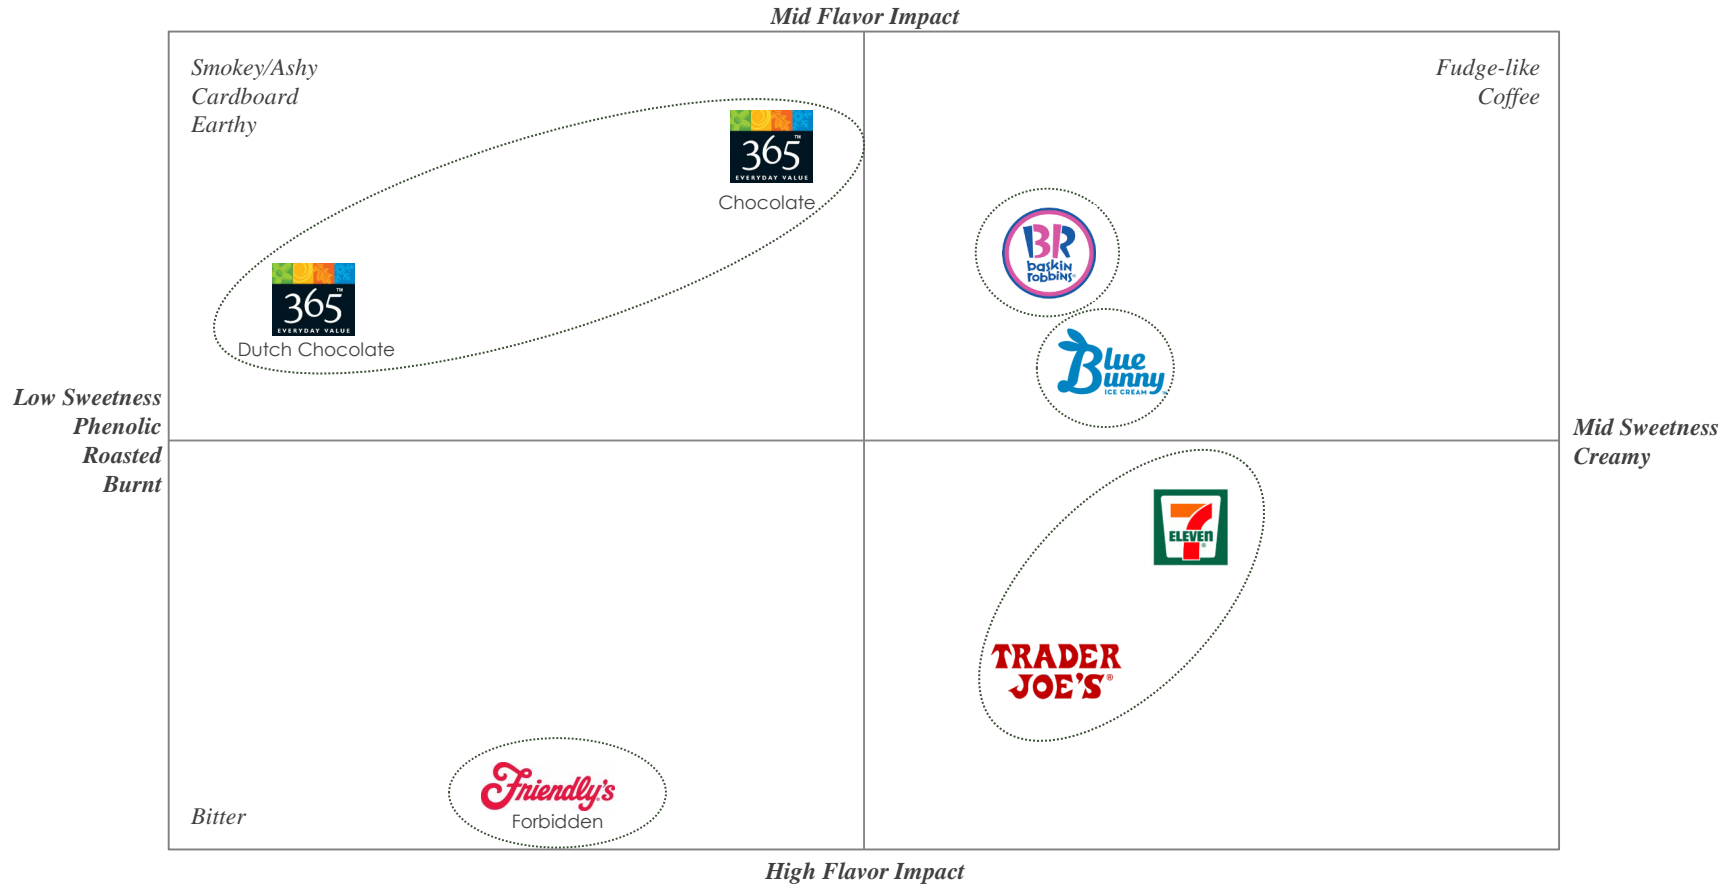 Mid Flavor Impact
Smokey/Ashy
Cardboard
Earthy
Fudge-like
Coffee
365™
EVERYDAY VALUE
Chocolate
BR
baskin
robbins®
365™
EVERYDAY VALUE
Dutch Chocolate
Blue
Bunny
ICE CREAM
Low Sweetness
Phenolic
Roasted
Burnt
Mid Sweetness
Creamy
7
ELEVEn
®
TRADER
JOE'S®
Friendly's
Forbidden
Bitter
High Flavor Impact